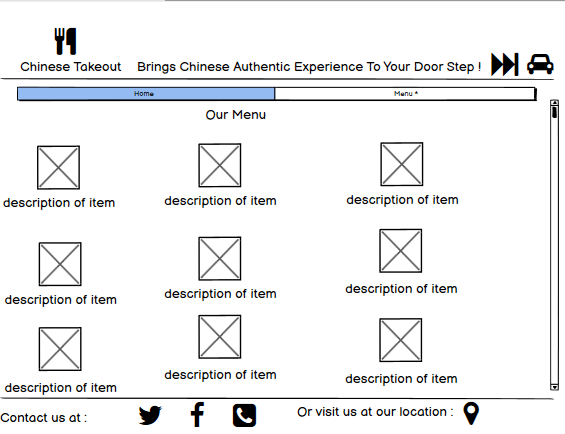 Chinese Takeout Brings Chinese Authentic Experience To Your Door Step !
Home Menu *
Our Menu
description of item description of item description of item
description of item description of item description of item
description of item description of item description of item
Contact us at : Or visit us at our location :